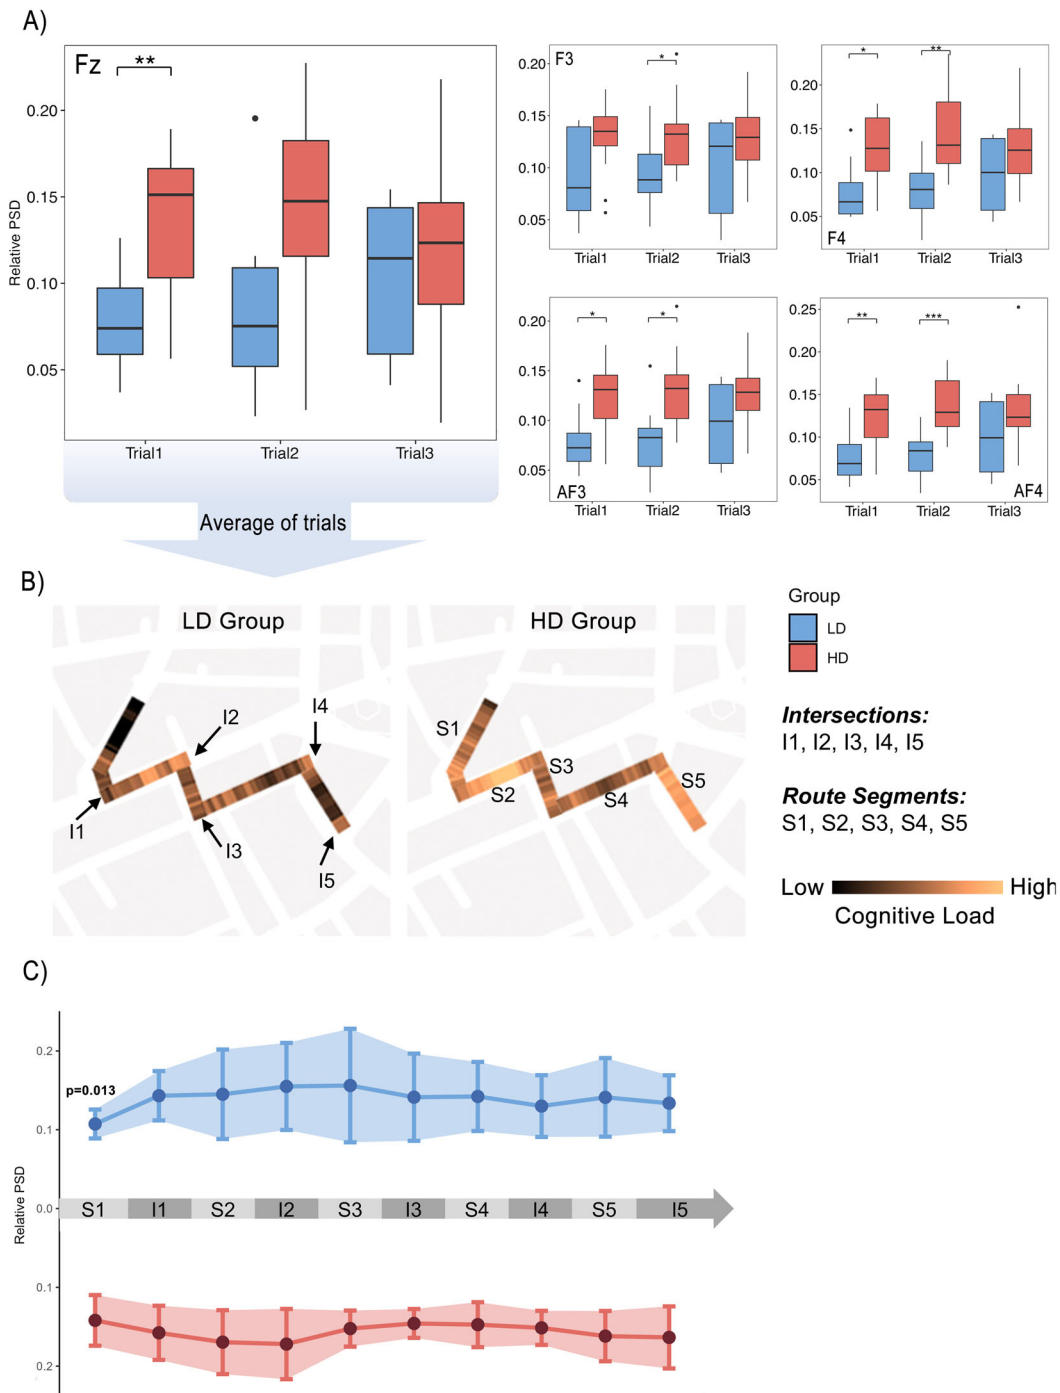 A)
Fz
**
Relative PSD
0.20
0.15
0.10
0.05
Trial1
Trial2
Trial3
F3
*
0.20
0.15
0.10
0.05
Trial1
Trial2
Trial3
F4
*
**
0.20
0.15
0.10
0.05
Trial1
Trial2
Trial3
AF3
*
*
0.20
0.15
0.10
0.05
Trial1
Trial2
Trial3
AF4
**
***
0.25
0.20
0.15
0.10
0.05
Trial1
Trial2
Trial3
Average of trials
B)
LD Group
I1
I2
I3
I4
I5
HD Group
S1
S2
S3
S4
S5
Group
LD
HD
Intersections:
I1, I2, I3, I4, I5
Route Segments:
S1, S2, S3, S4, S5
Low High
Cognitive Load
C)
Relative PSD
0.2
0.1
0.0
0.1
0.2
p=0.013
S1 I1 S2 I2 S3 I3 S4 I4 S5 I5